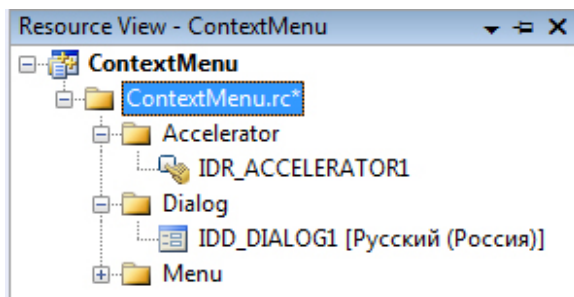 Resource View - ContextMenu
ContextMenu
ContextMenu.rc*
Accelerator
IDR_ACCELERATOR1
Dialog
IDD_DIALOG1 [Русский (Россия)]
Menu